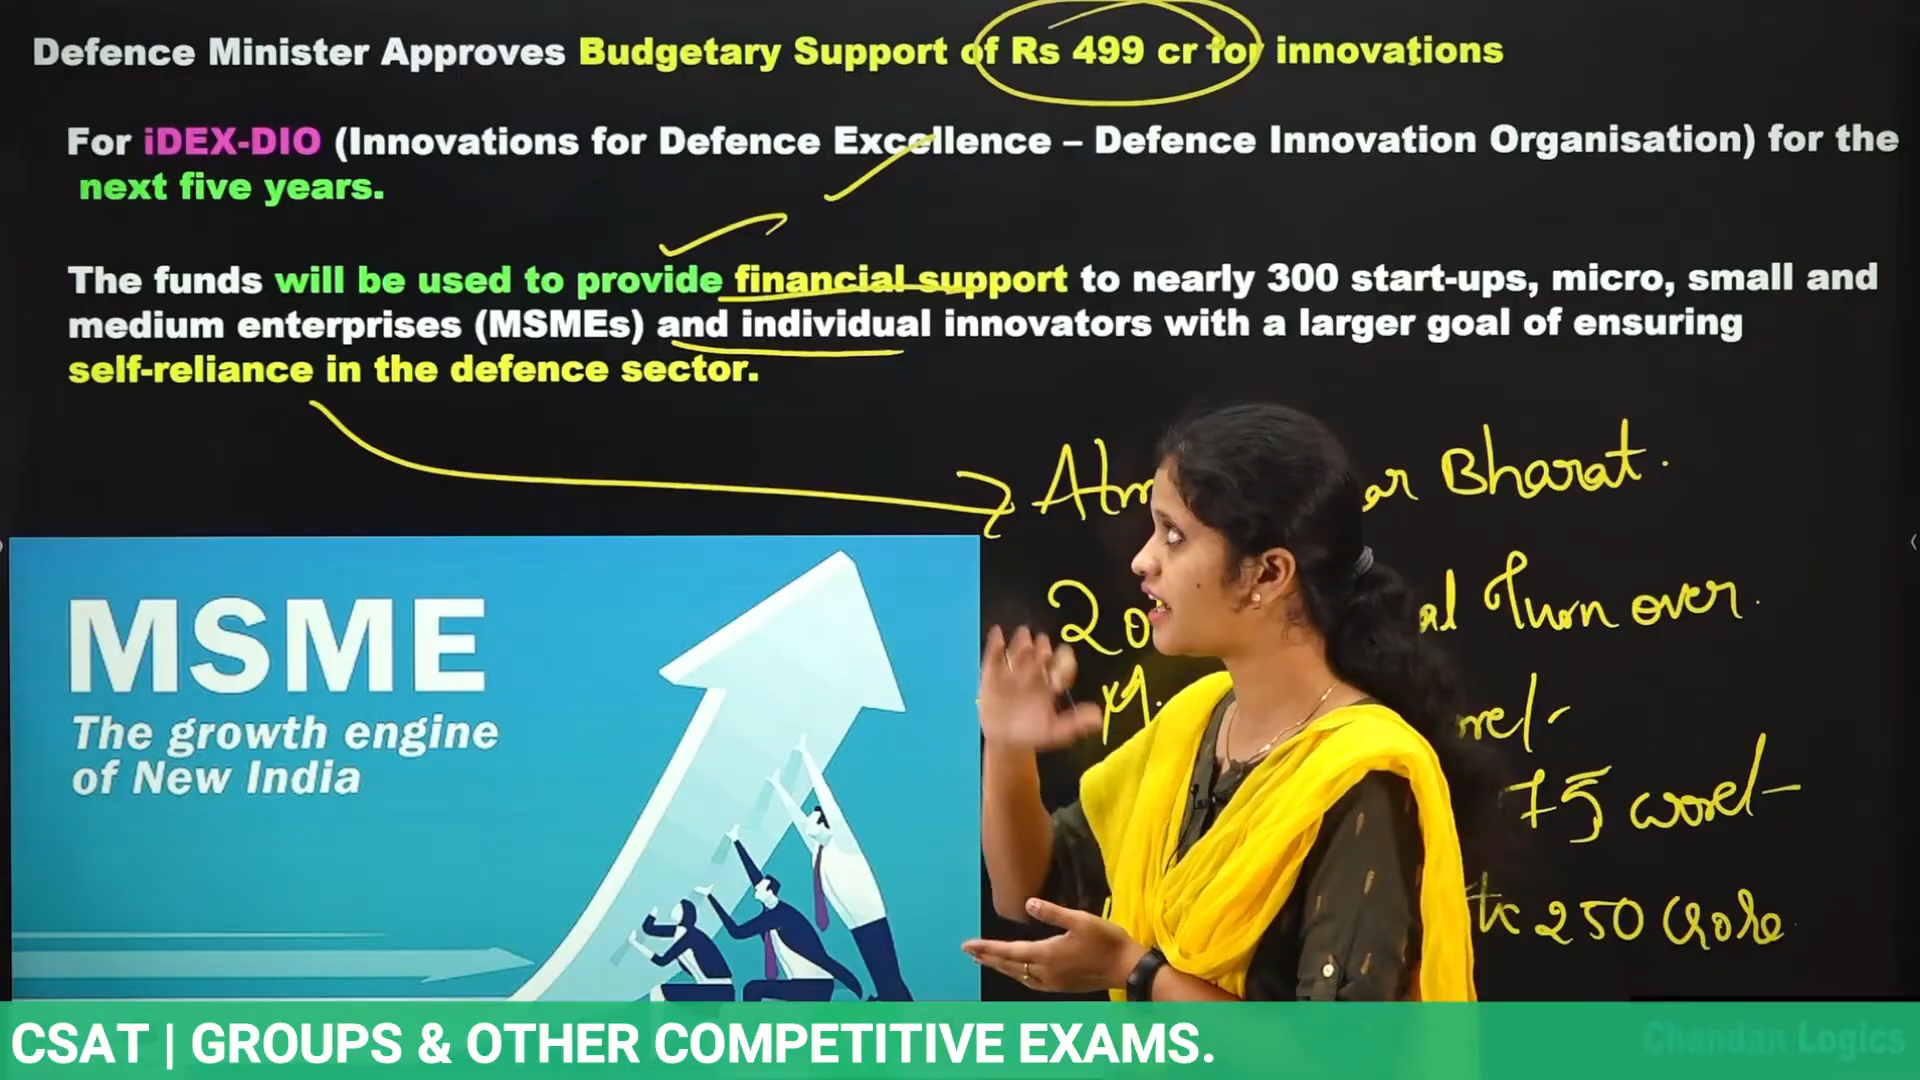 Defence Minister Approves Budgetary Support of Rs 499 cr for innovations
For iDEX-DIO (Innovations for Defence Excellence – Defence Innovation Organisation) for the
next five years.
The funds will be used to provide financial support to nearly 300 start-ups, micro, small and
medium enterprises (MSMEs) and individual innovators with a larger goal of ensuring
self-reliance in the defence sector.
Bharat.
Turn over.
75
250 Crore
MSME
The growth engine
of New India
CSAT | GROUPS & OTHER COMPETITIVE EXAMS.
Chandan Logics